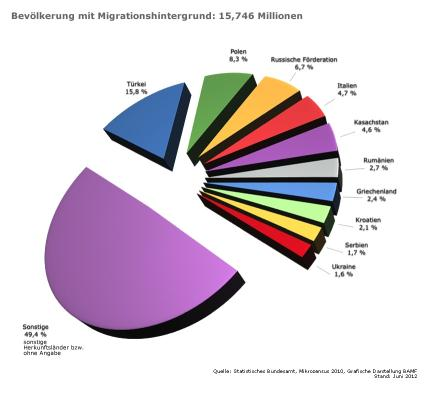 Bevölkerung mit Migrationshintergrund: 15,746 Millionen
Polen
8,3 %
Russische Förderation
6,7 %
Türkei
15,8 %
Italien
4,7 %
Kasachstan
4,6 %
Rumänien
2,7 %
Griechenland
2,4 %
Kroatien
2,1 %
Serbien
1,7 %
Ukraine
1,6 %
Sonstige
49,4 %
sonstige
Herkunftsländer bzw.
ohne Angabe
Quelle: Statistisches Bundesamt, Mikrozensus 2010, Grafische Darstellung BAMF
Stand: Juni 2012